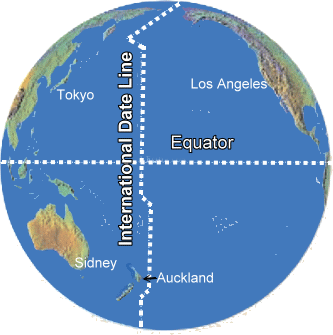 Los Angeles
Tokyo
International Date Line
Equator
Sidney
Auckland